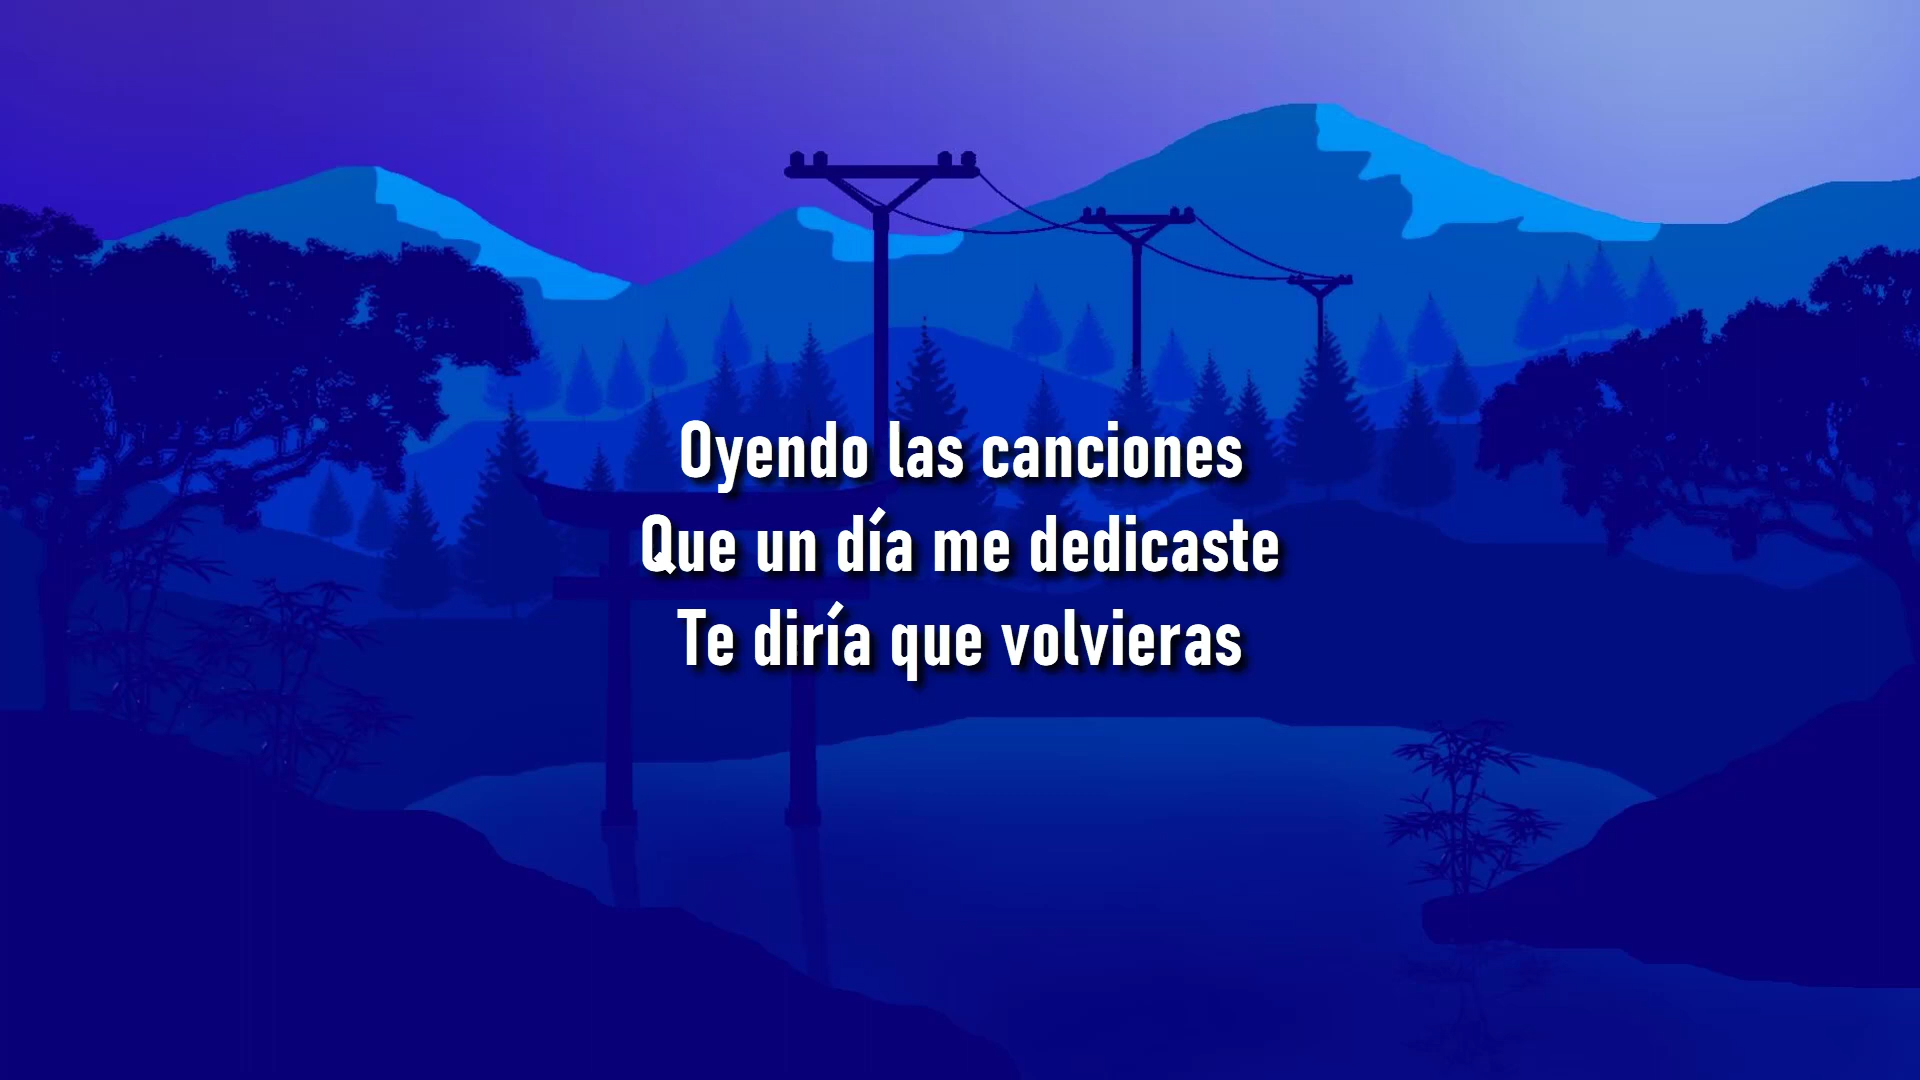 Oyendo las canciones
Que un día me dedicaste
Te diría que volvieras